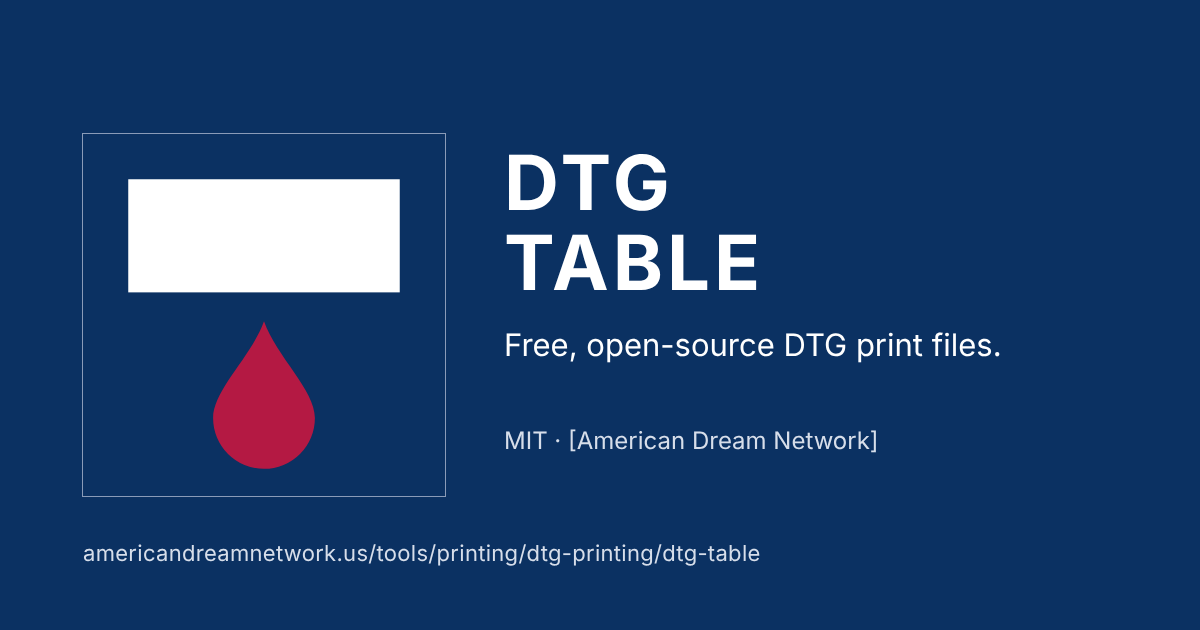 DTG
TABLE
Free, open-source DTG print files.
MIT · [American Dream Network]
americandreamnetwork.us/tools/printing/dtg-printing/dtg-table